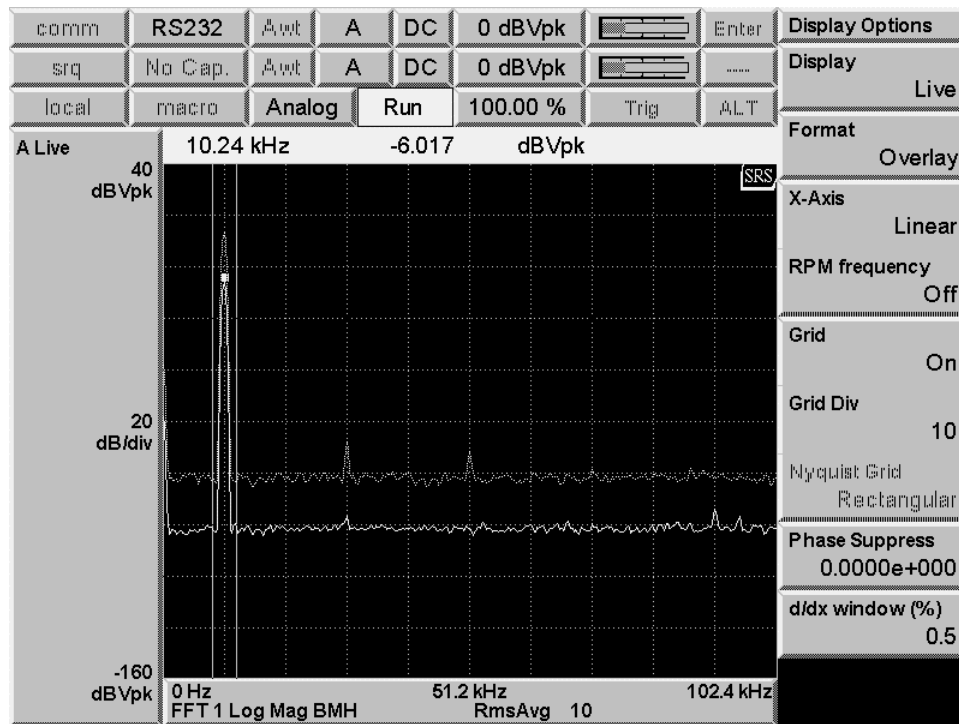 comm RS232 Awt A DC 0 dBVpk Enter
srq No Cap. Awt A DC 0 dBVpk ----
local macro Analog Run 100.00 % Trig ALT
A Live
10.24 kHz -6.017 dBVpk
40
dBVpk
SRS
20
dB/div
-160
dBVpk
0 Hz 51.2 kHz 102.4 kHz
FFT 1 Log Mag BMH RmsAvg 10
Display Options
Display
Live
Format
Overlay
X-Axis
Linear
RPM frequency
Off
Grid
On
Grid Div
10
Nyquist Grid
Rectangular
Phase Suppress
0.0000e+000
d/dx window (%)
0.5